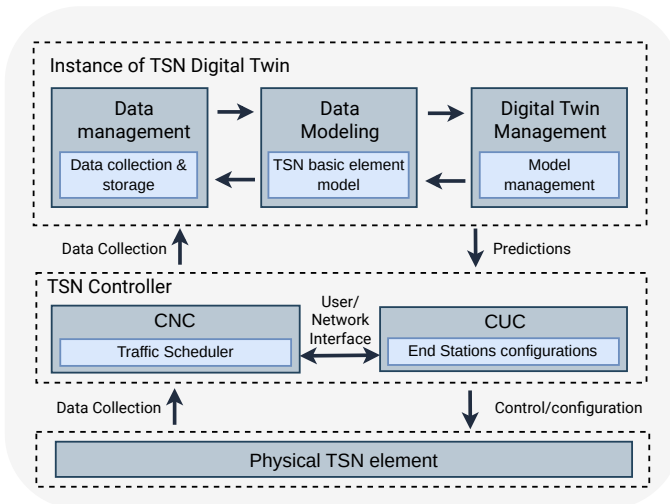 Instance of TSN Digital Twin
Data
management
Data collection &
storage
Data
Modeling
TSN basic element
model
Digital Twin
Management
Model
management
Data Collection
Predictions
TSN Controller
CNC
Traffic Scheduler
User/
Network
Interface
CUC
End Stations configurations
Data Collection
Control/configuration
Physical TSN element